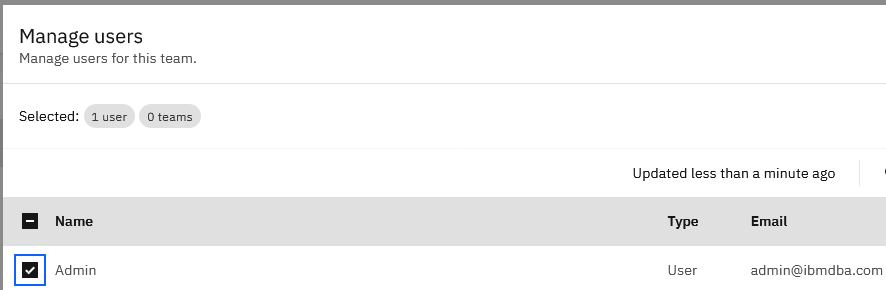 Manage users
Manage users for this team.
Selected: 1 user 0 teams
Updated less than a minute ago
Name Type Email
Admin User admin@ibmdba.com